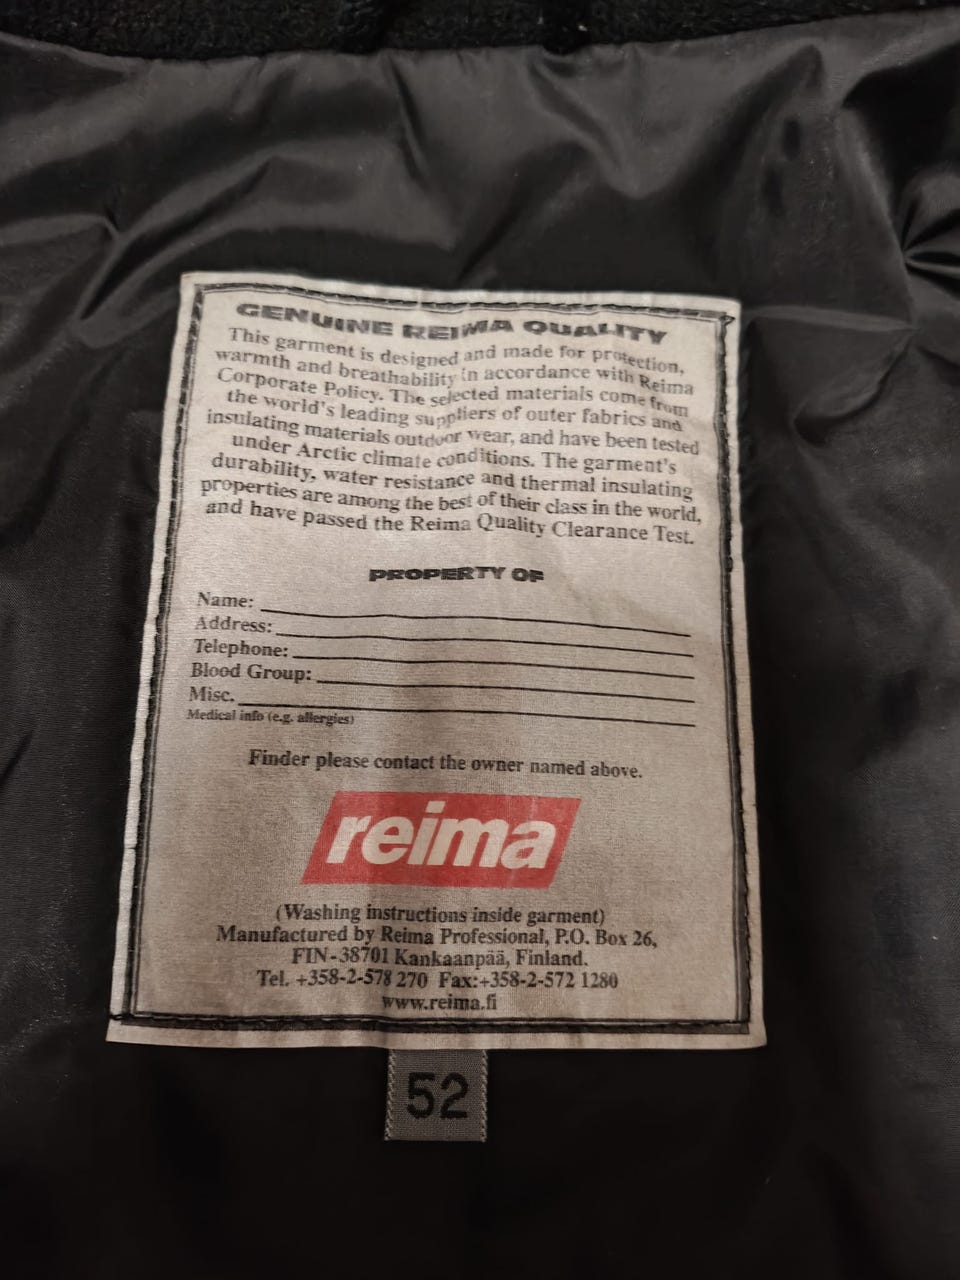 GENUINE REIMA QUALITY
This garment is designed and made for protection,
warmth and breathability in accordance with Reima
Corporate Policy. The selected materials come from
the world's leading suppliers of outer fabrics and
insulating materials outdoor wear, and have been tested
under Arctic climate conditions. The garment's
durability, water resistance and thermal insulating
properties are among the best of their class in the world,
and have passed the Reima Quality Clearance Test.
PROPERTY OF
Name:
Address:
Telephone:
Blood Group:
Misc.
Medical info (e.g. allergies)
Finder please contact the owner named above.
reima
(Washing instructions inside garment)
Manufactured by Reima Professional, P.O. Box 26,
FIN-38701 Kankaanpää, Finland.
Tel. +358-2-578 270 Fax:+358-2-572 1280
www.reima.fi
52